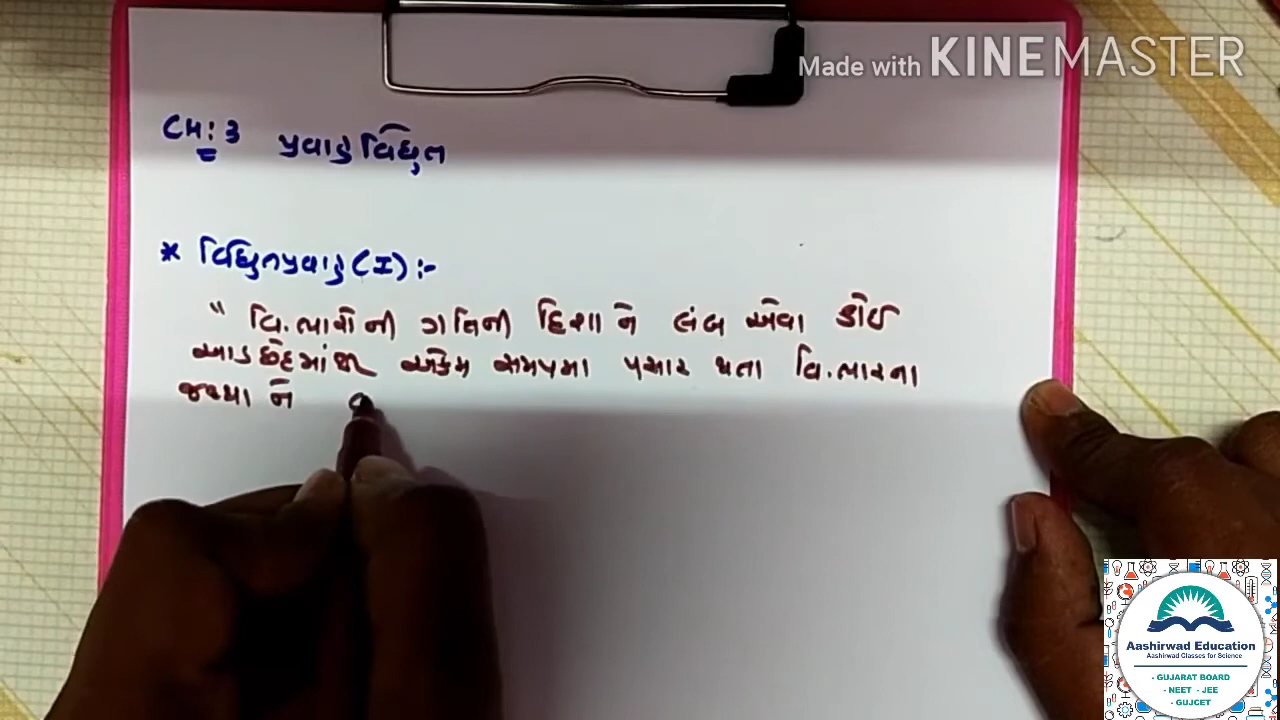 Made with KINEMASTER
CH: 3 પ્રવાહ વિદ્યુત
* વિદ્યુતપ્રવાહ (I) :-
" વિ.ભારોની ગતિની દિશા ને લંબ એવા કોઈ
આડછેદમાંથી એકમ સમયમા પસાર થતા વિ.ભારના
જથ્થા ને
Aashirwad Education
Aashirwad Classes for Science
- GUJARAT BOARD
- NEET - JEE
- GUJCET